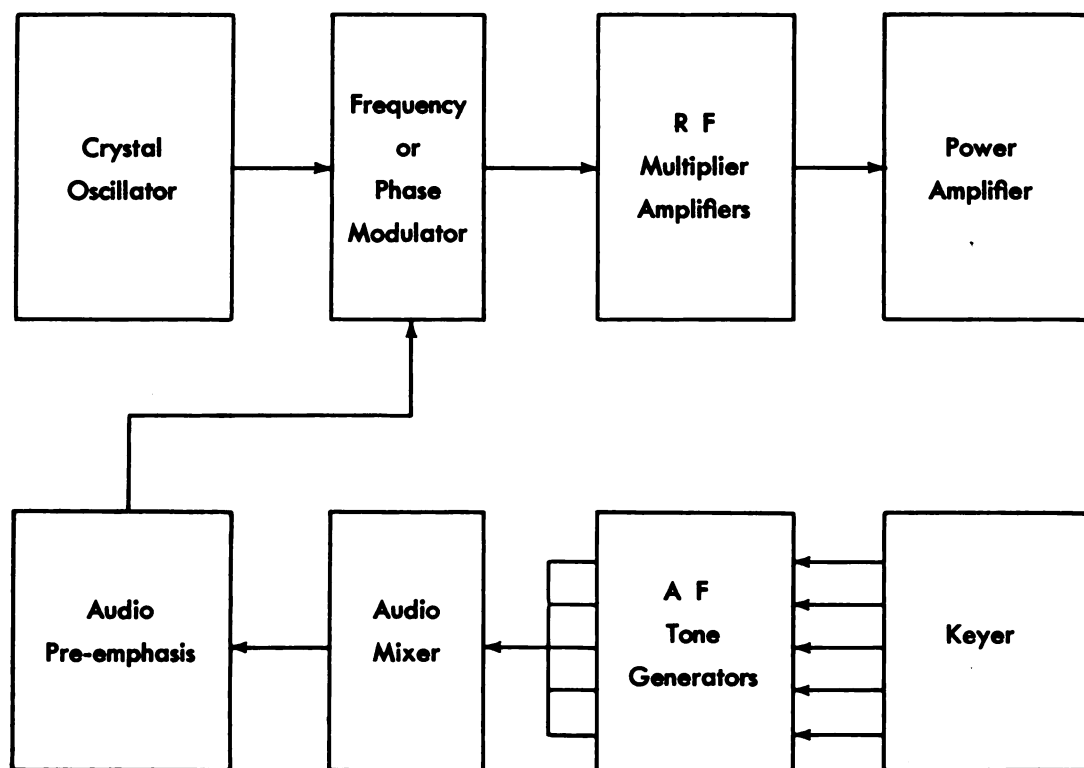 Crystal
Oscillator
Frequency
or
Phase
Modulator
R F
Multiplier
Amplifiers
Power
Amplifier
Audio
Pre-emphasis
Audio
Mixer
A F
Tone
Generators
Keyer